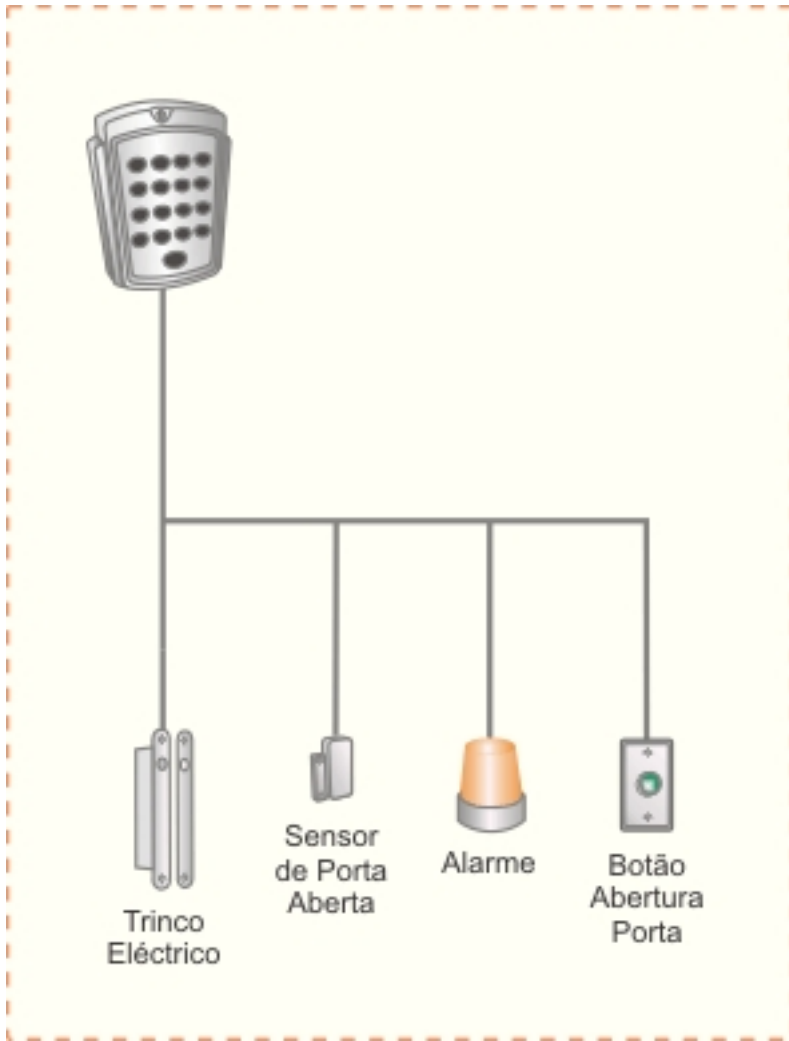 Trinco
Eléctrico
Sensor
de Porta
Aberta
Alarme
Botão
Abertura
Porta